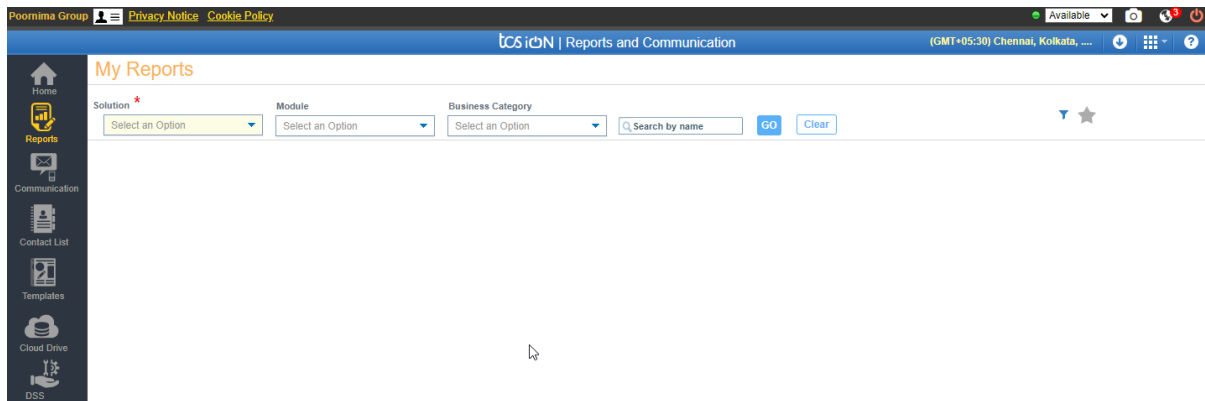 Poornima Group Privacy Notice Cookie Policy Available 3
tCS iON | Reports and Communication (GMT+05:30) Chennai, Kolkata, .... ?
My Reports
Home
Solution * Module Business Category
Select an Option Select an Option Select an Option Search by name GO Clear
Reports
Communication
Contact List
Templates
Cloud Drive
DSS